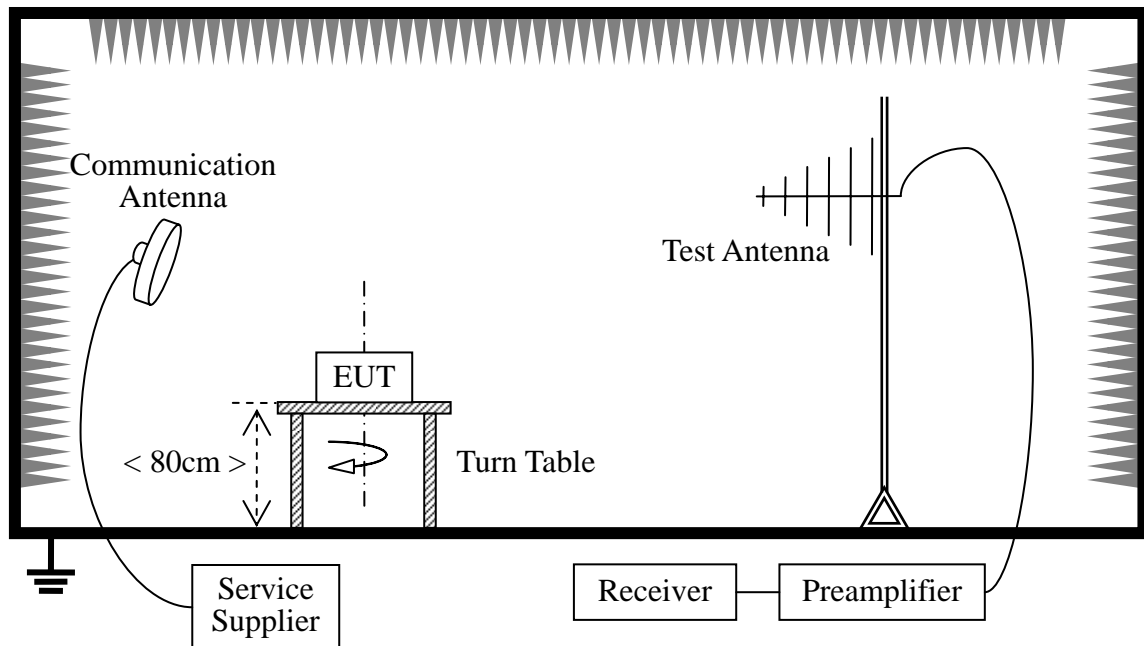 Communication
Antenna
Test Antenna
EUT
< 80cm >
Turn Table
Service
Supplier
Receiver
Preamplifier